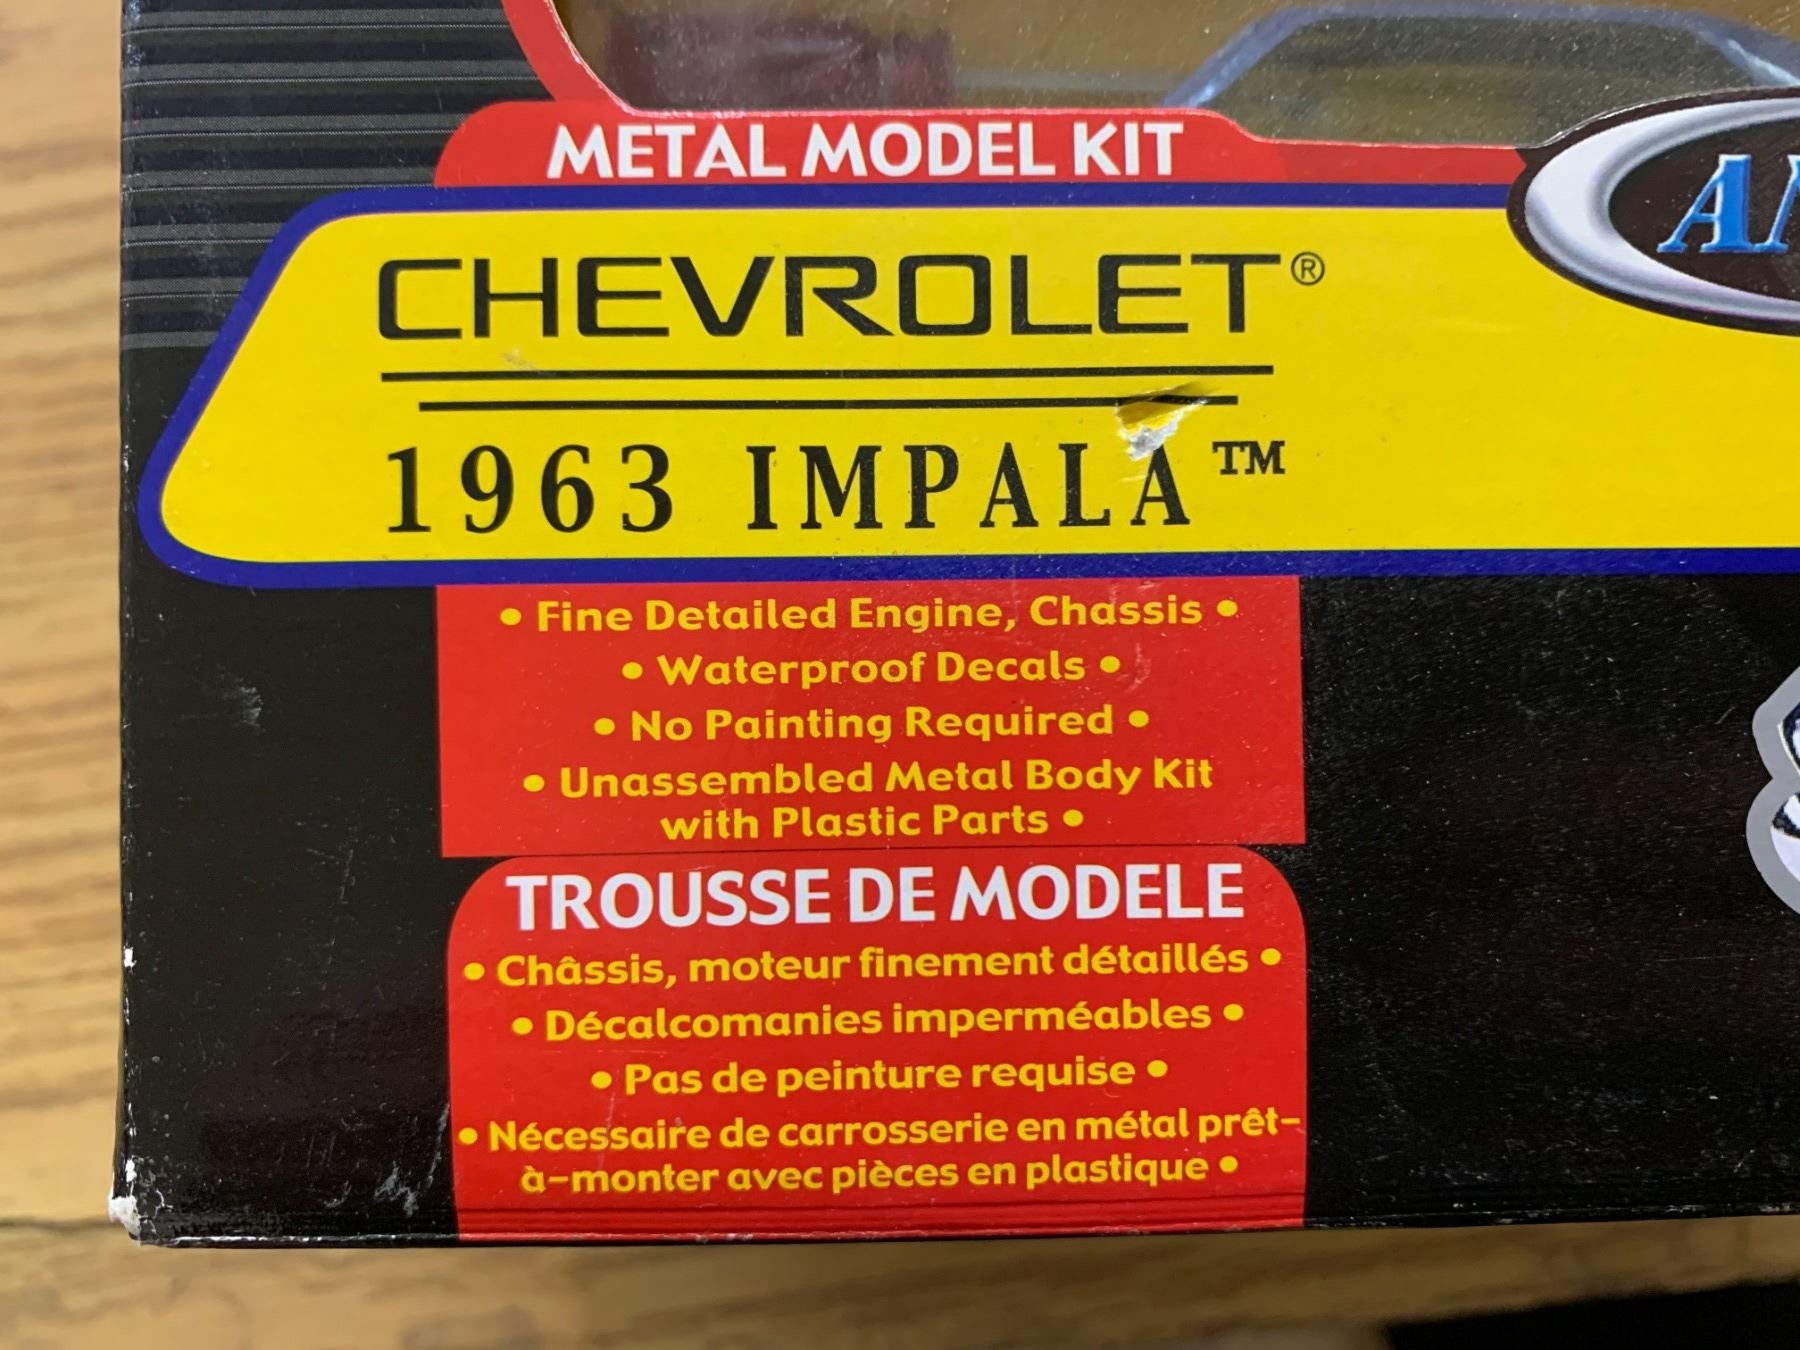 METAL MODEL KIT
CHEVROLET®
1963 IMPALA™
• Fine Detailed Engine, Chassis •
• Waterproof Decals •
• No Painting Required •
• Unassembled Metal Body Kit
with Plastic Parts •
TROUSSE DE MODELE
• Châssis, moteur finement détaillés •
• Décalcomanies imperméables •
• Pas de peinture requise •
• Nécessaire de carrosserie en métal prêt-
à-monter avec pièces en plastique •